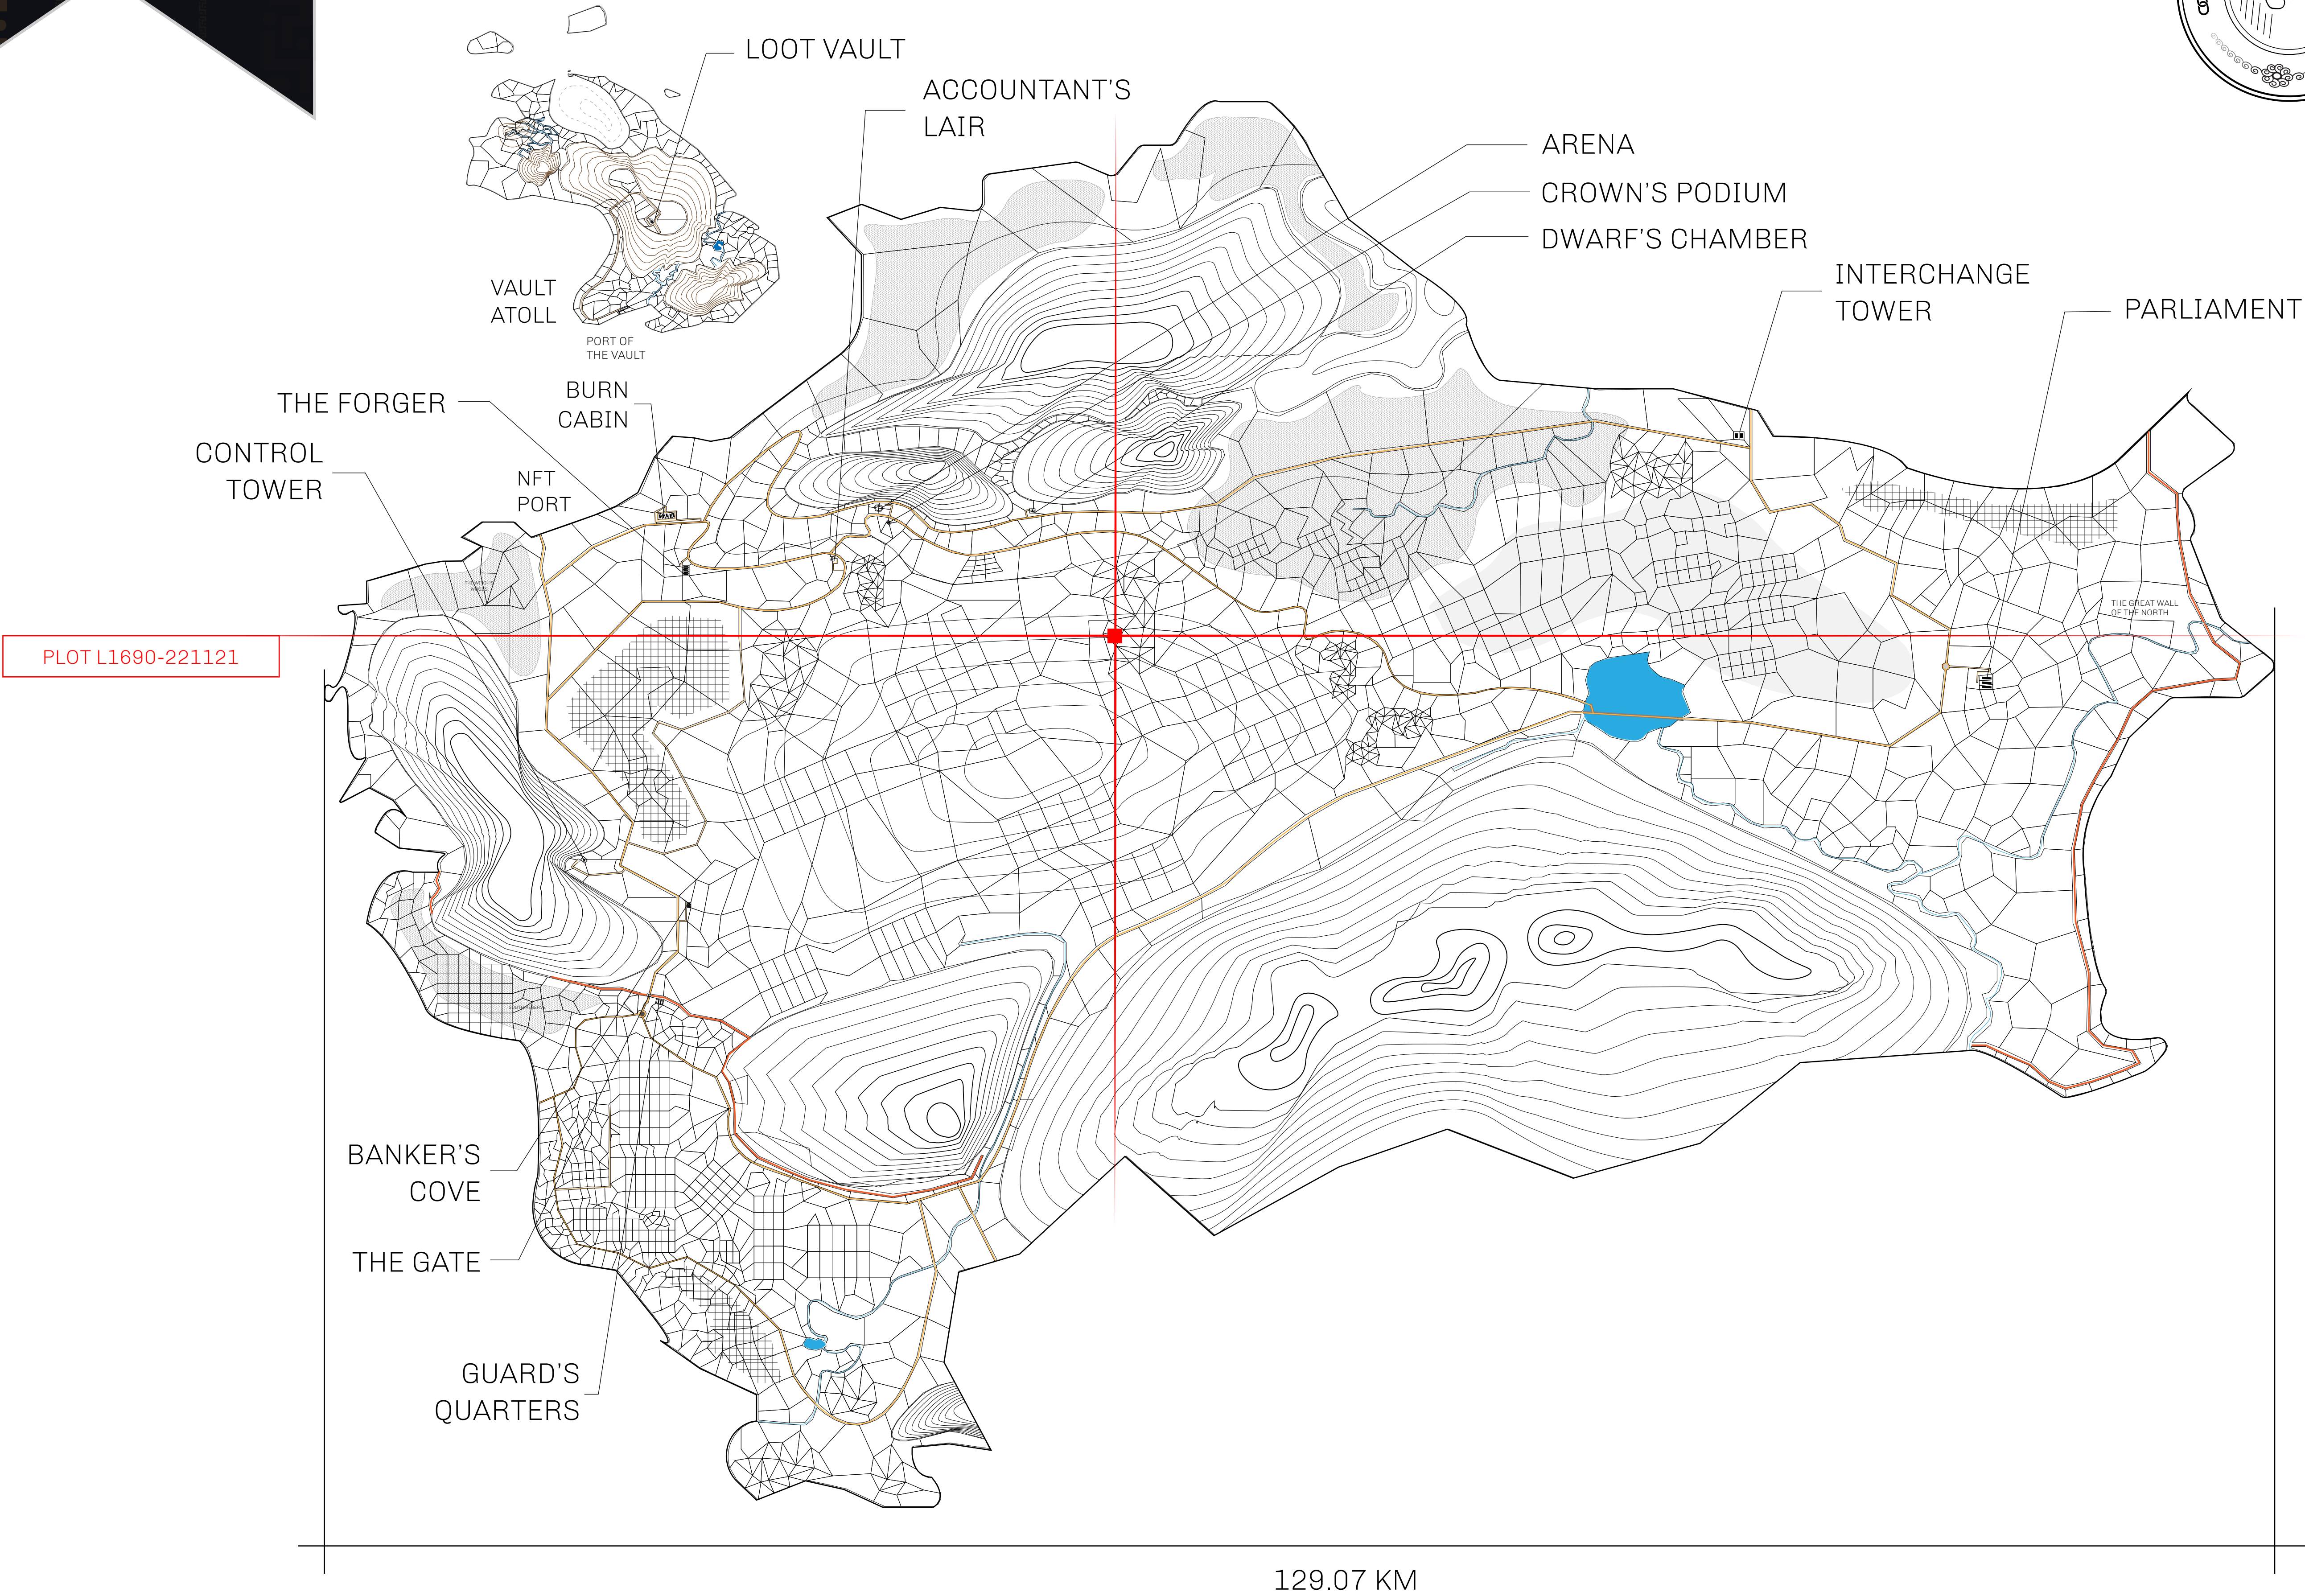 LOOT VAULT
ACCOUNTANT'S
LAIR
ARENA
CROWN'S PODIUM
DWARF'S CHAMBER
INTERCHANGE
TOWER
PARLIAMENT
VAULT
ATOLL
PORT OF
THE VAULT
THE FORGER
BURN
CABIN
CONTROL
TOWER
NFT
PORT
THE GREAT WALL
OF THE NORTH
PLOT L1690-221121
BANKER'S
COVE
THE GATE
GUARD'S
QUARTERS
129.07 KM